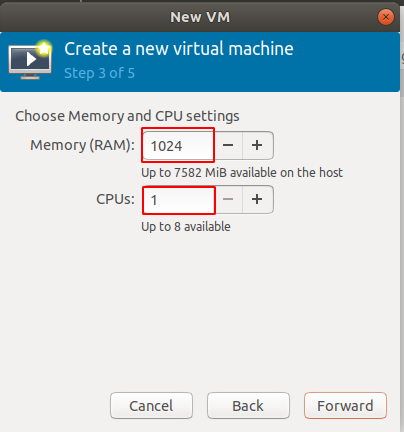 New VM
Create a new virtual machine
Step 3 of 5
Choose Memory and CPU settings
Memory (RAM): 1024 − +
Up to 7582 MiB available on the host
CPUs: 1 − +
Up to 8 available
Cancel Back Forward